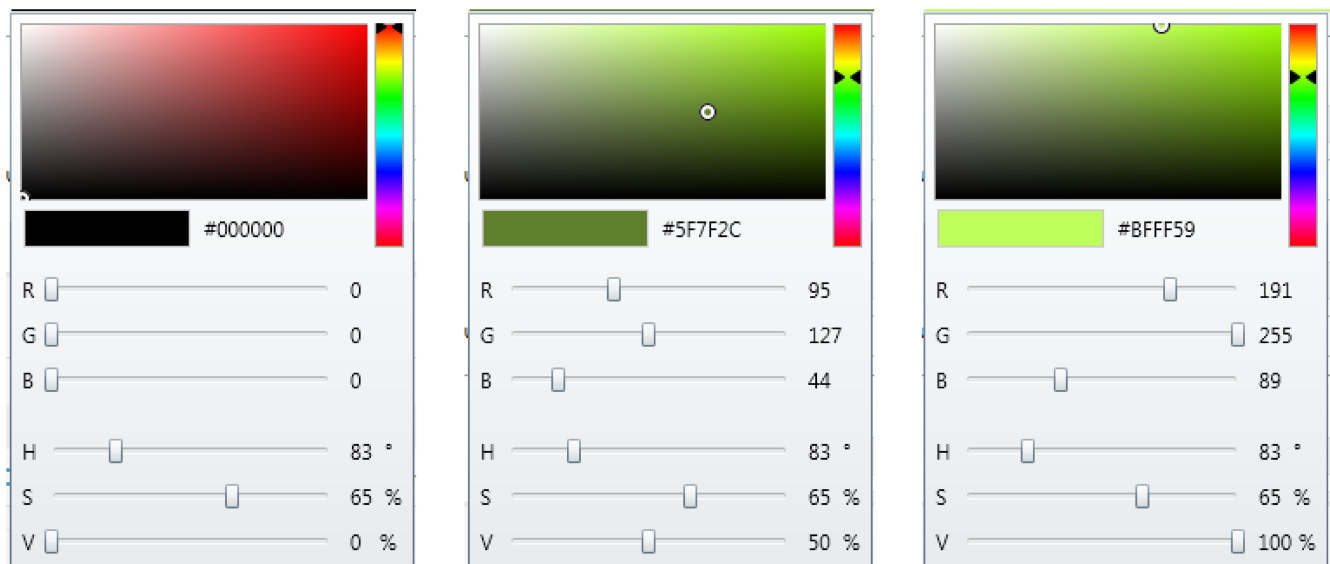 #000000
R 0
G 0
B 0
H 83 °
S 65 %
V 0 %
#5F7F2C
R 95
G 127
B 44
H 83 °
S 65 %
V 50 %
#BFFF59
R 191
G 255
B 89
H 83 °
S 65 %
V 100 %